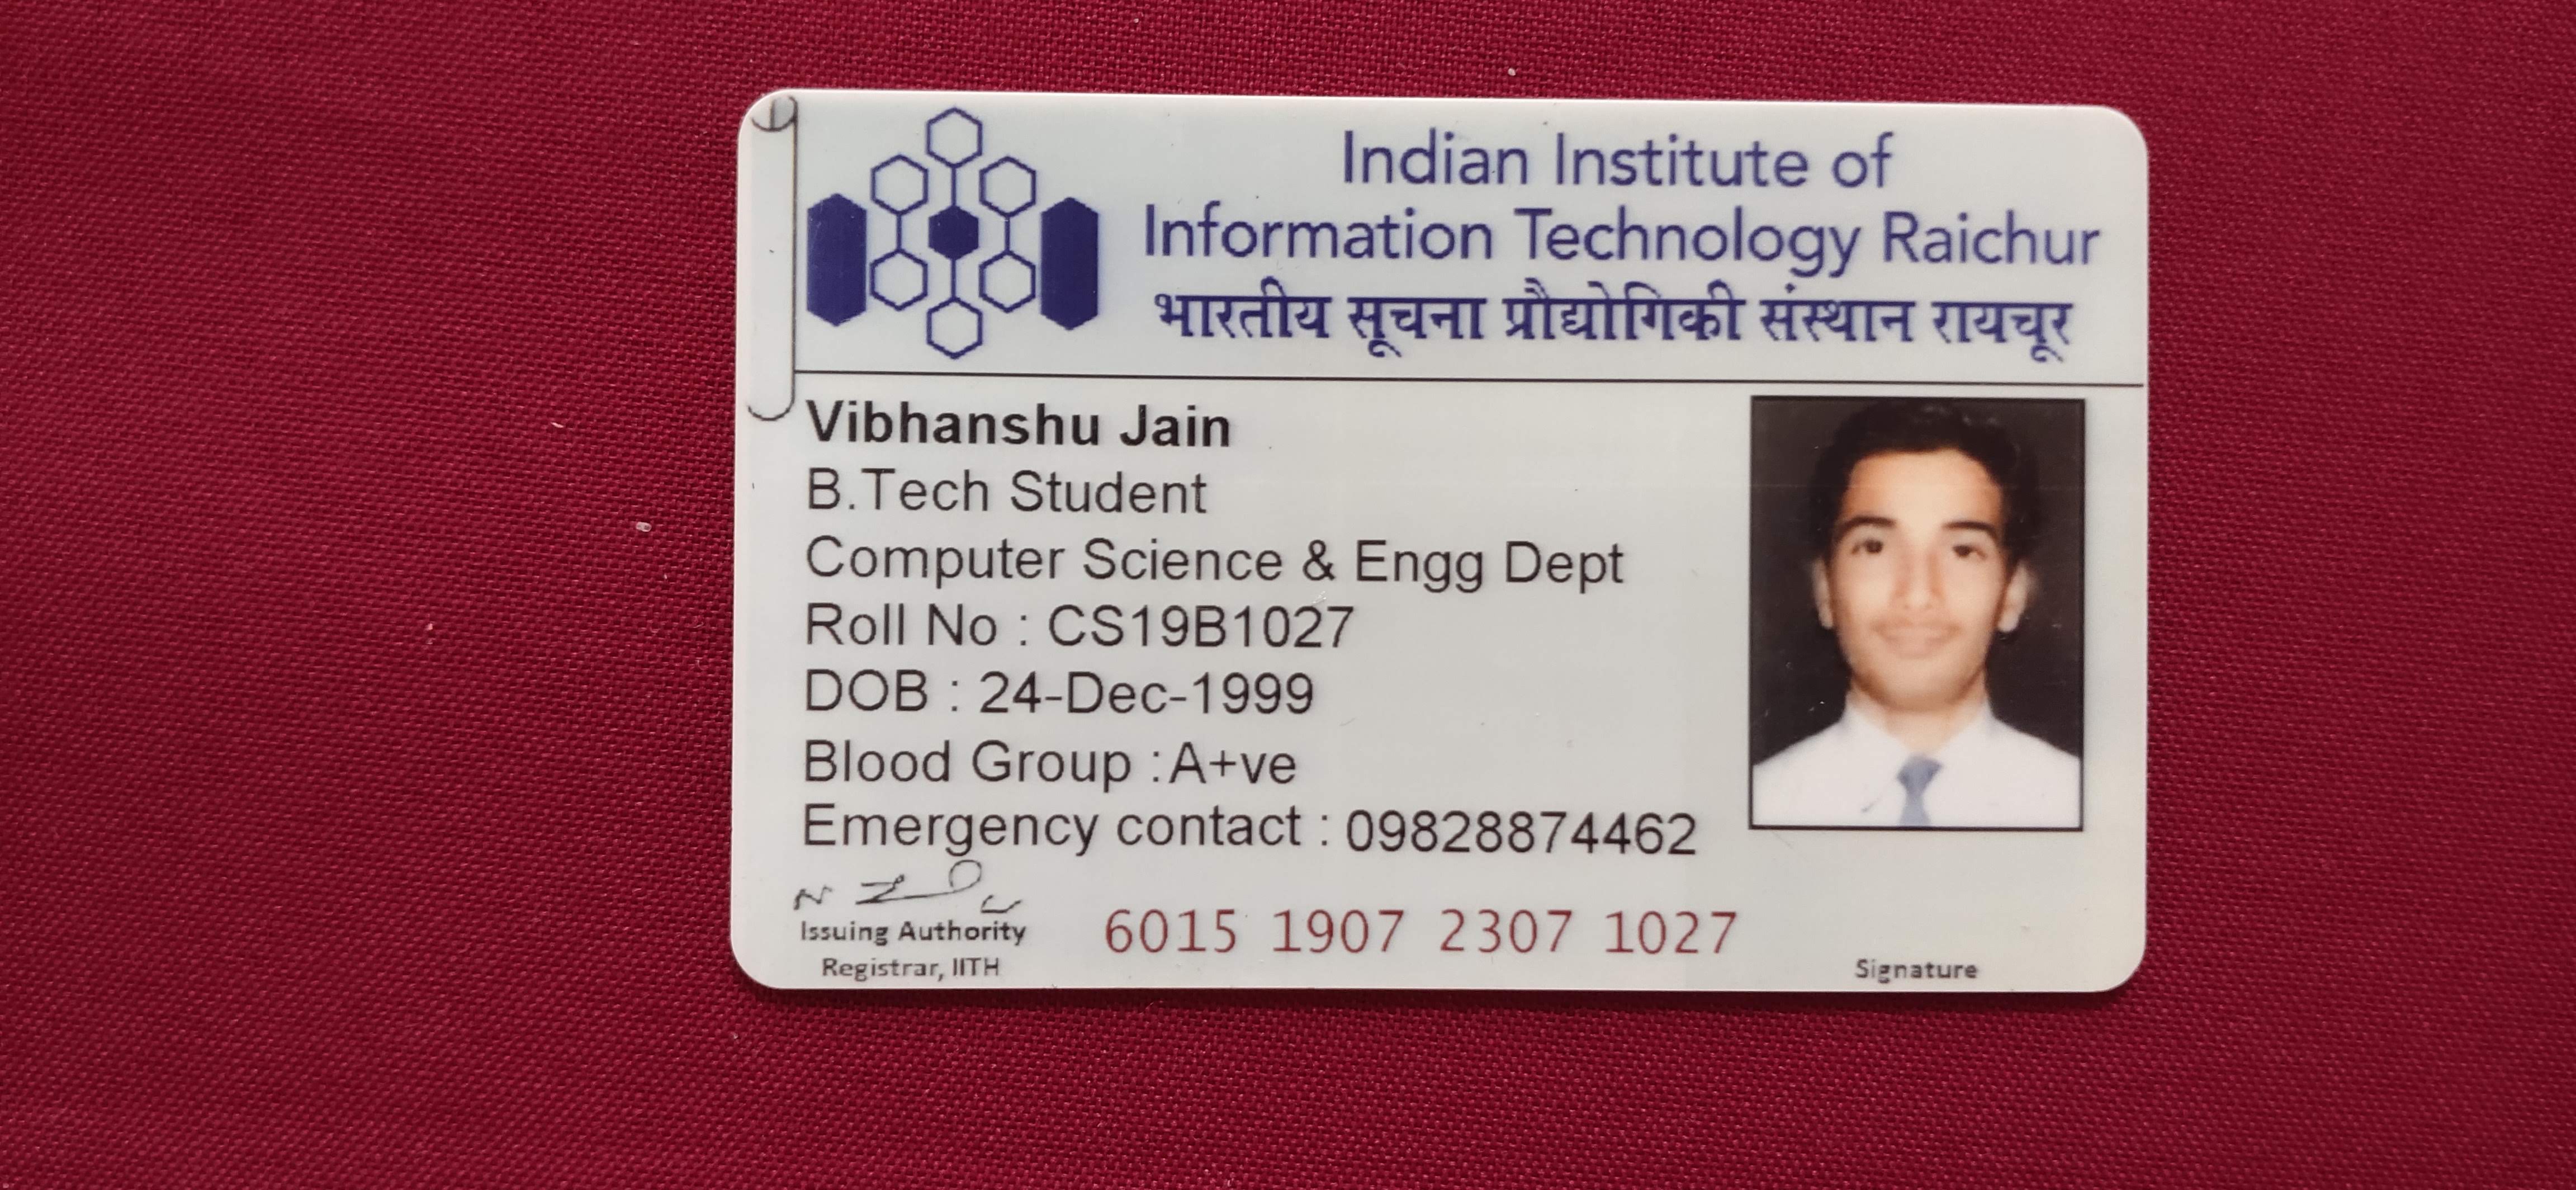 Indian Institute of
Information Technology Raichur
भारतीय सूचना प्रौद्योगिकी संस्थान रायचूर
Vibhanshu Jain
B.Tech Student
Computer Science & Engg Dept
Roll No : CS19B1027
DOB : 24-Dec-1999
Blood Group : A+ve
Emergency contact : 09828874462
Issuing Authority
Registrar, IITH
6015 1907 2307 1027
Signature